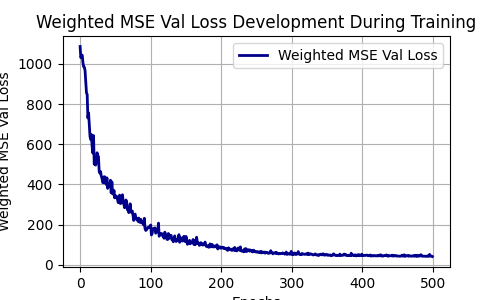 Weighted MSE Val Loss Development During Training
Weighted MSE Val Loss
Weighted MSE Val Loss
1000
800
600
400
200
0
0 100 200 300 400 500
Epochs